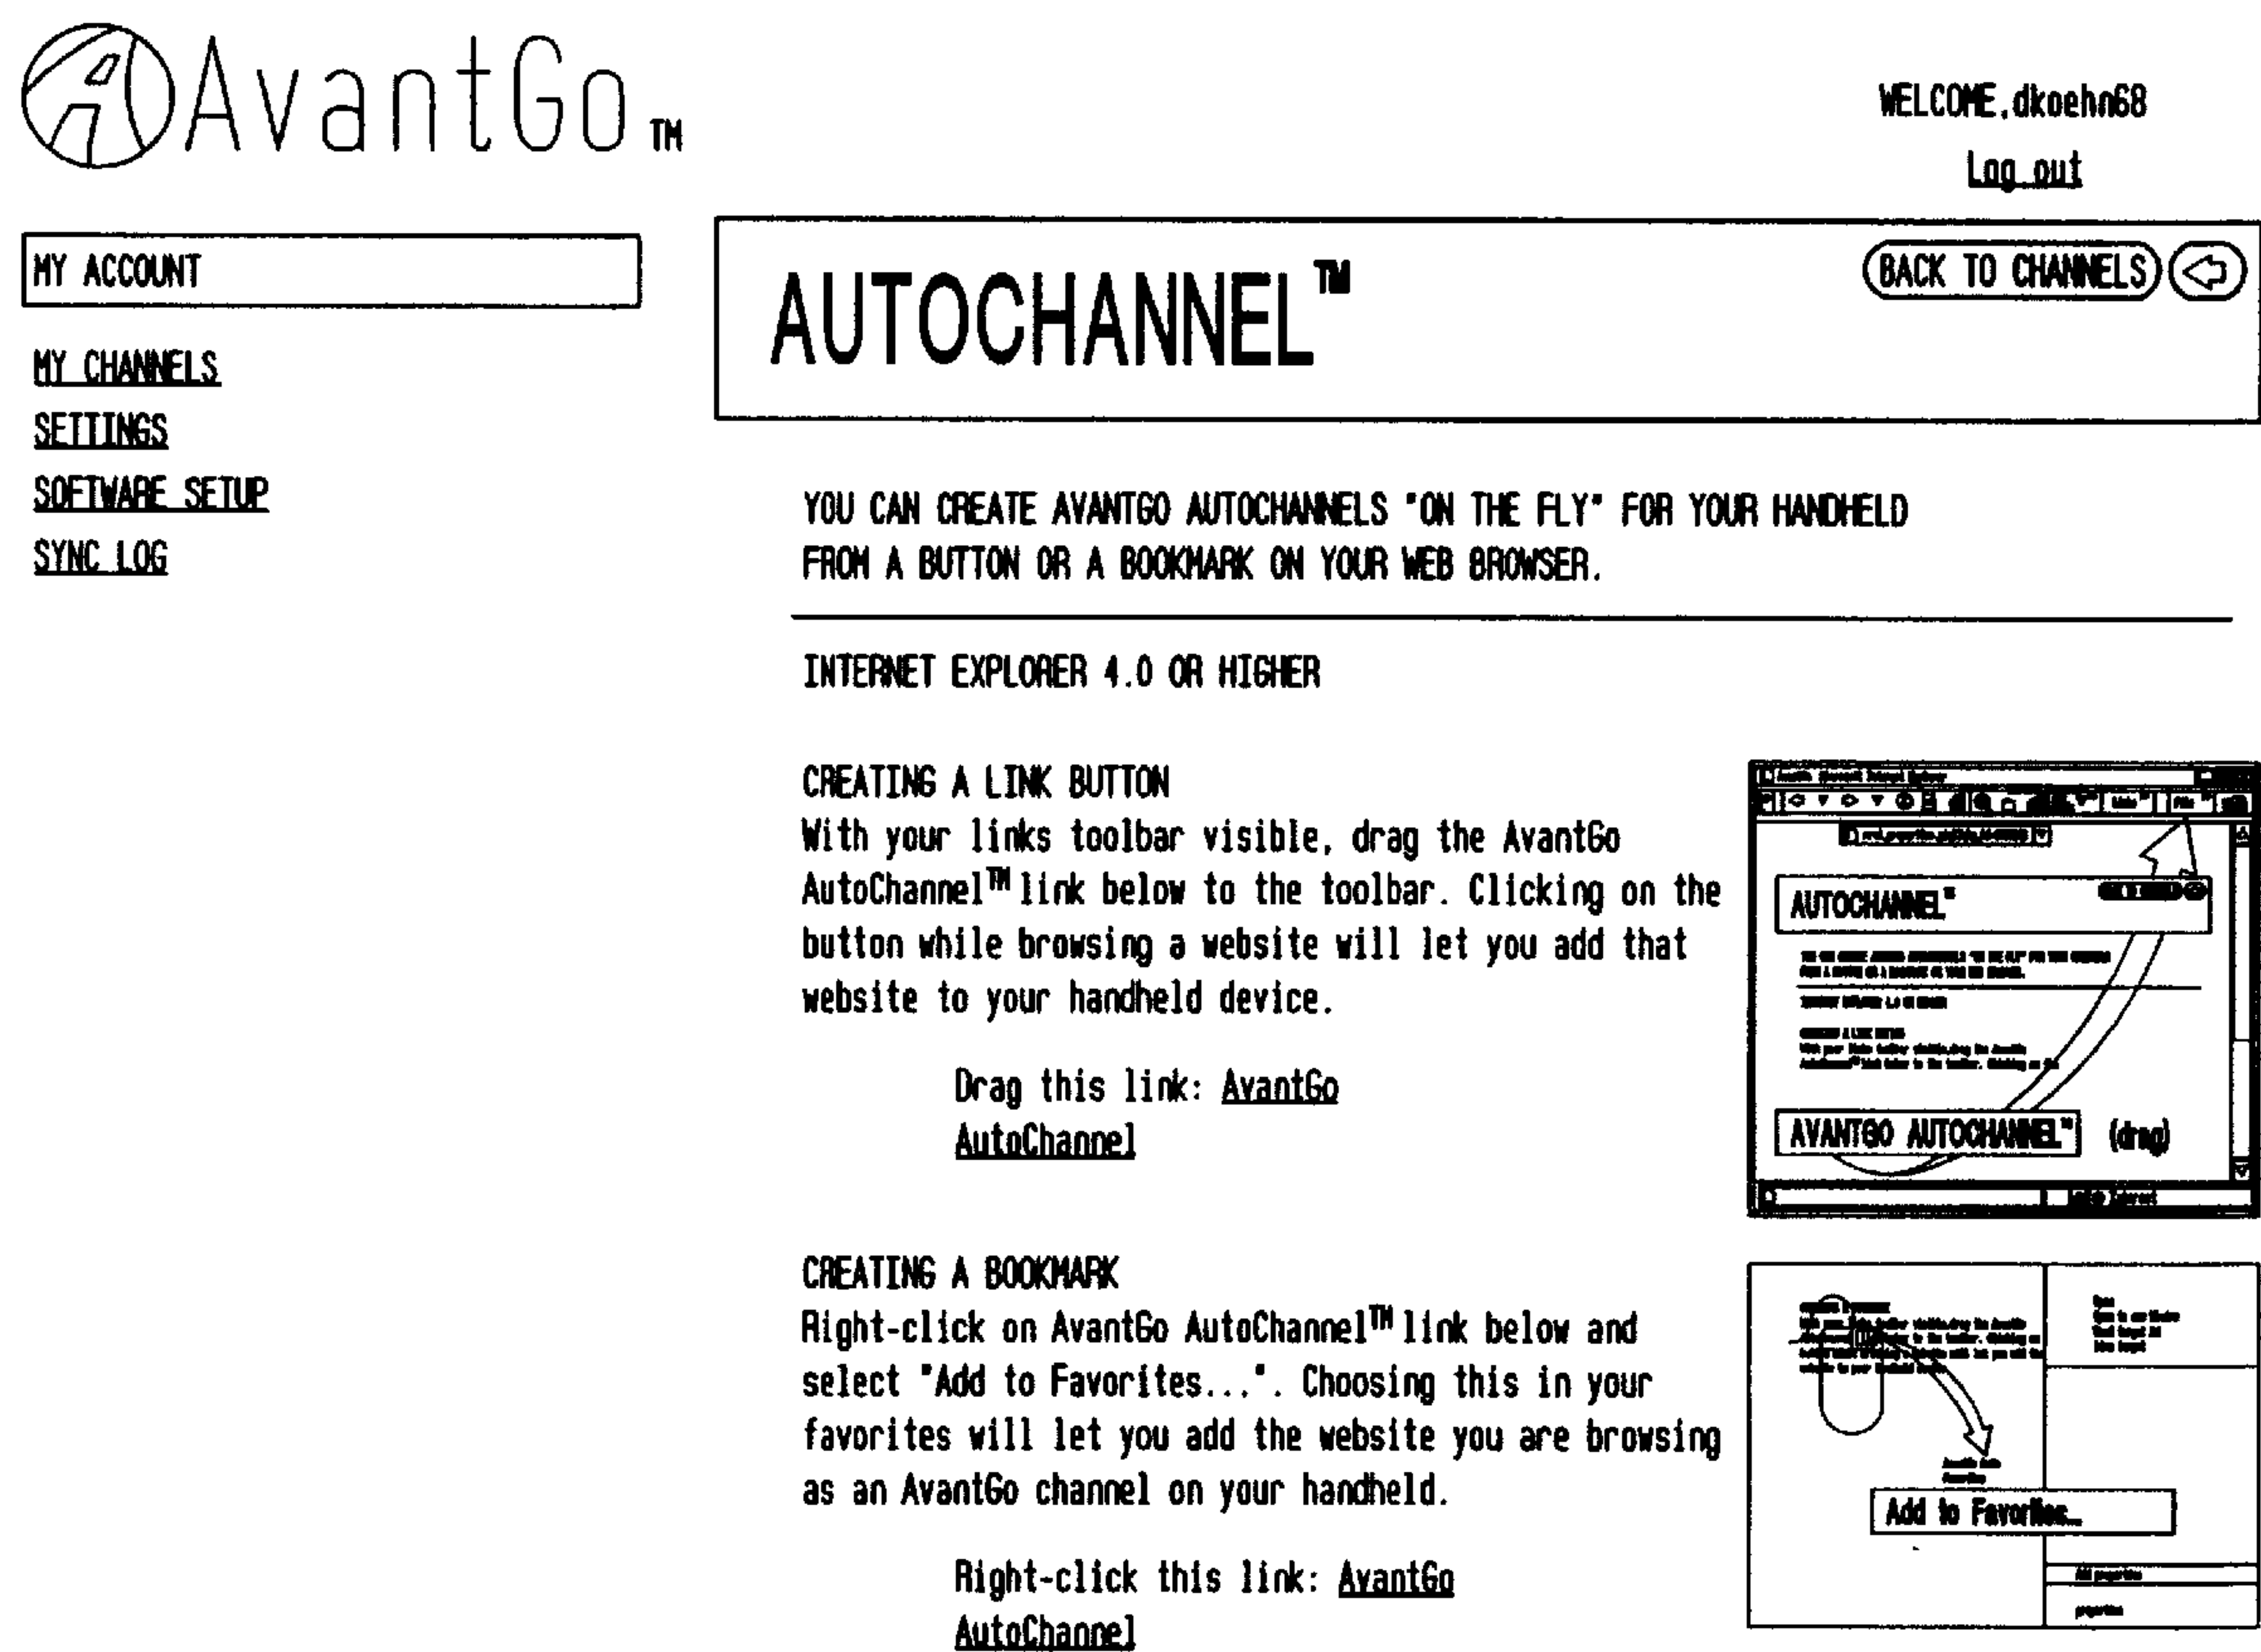 AvantGo™
WELCOME,dkoehn68
Log out
MY ACCOUNT
MY CHANNELS
SETTINGS
SOFTWARE SETUP
SYNC LOG
AUTOCHANNEL™
BACK TO CHANNELS
YOU CAN CREATE AVANTGO AUTOCHANNELS "ON THE FLY" FOR YOUR HANDHELD
FROM A BUTTON OR A BOOKMARK ON YOUR WEB BROWSER.
INTERNET EXPLORER 4.0 OR HIGHER
CREATING A LINK BUTTON
With your links toolbar visible, drag the AvantGo
AutoChannel™ link below to the toolbar. Clicking on the
button while browsing a website will let you add that
website to your handheld device.
Drag this link: AvantGo
AutoChannel
AUTOCHANNEL™
AVANTGO AUTOCHANNEL™ (drag)
CREATING A BOOKMARK
Right-click on AvantGo AutoChannel™ link below and
select "Add to Favorites...". Choosing this in your
favorites will let you add the website you are browsing
as an AvantGo channel on your handheld.
Right-click this link: AvantGo
AutoChannel
Add to Favorites...